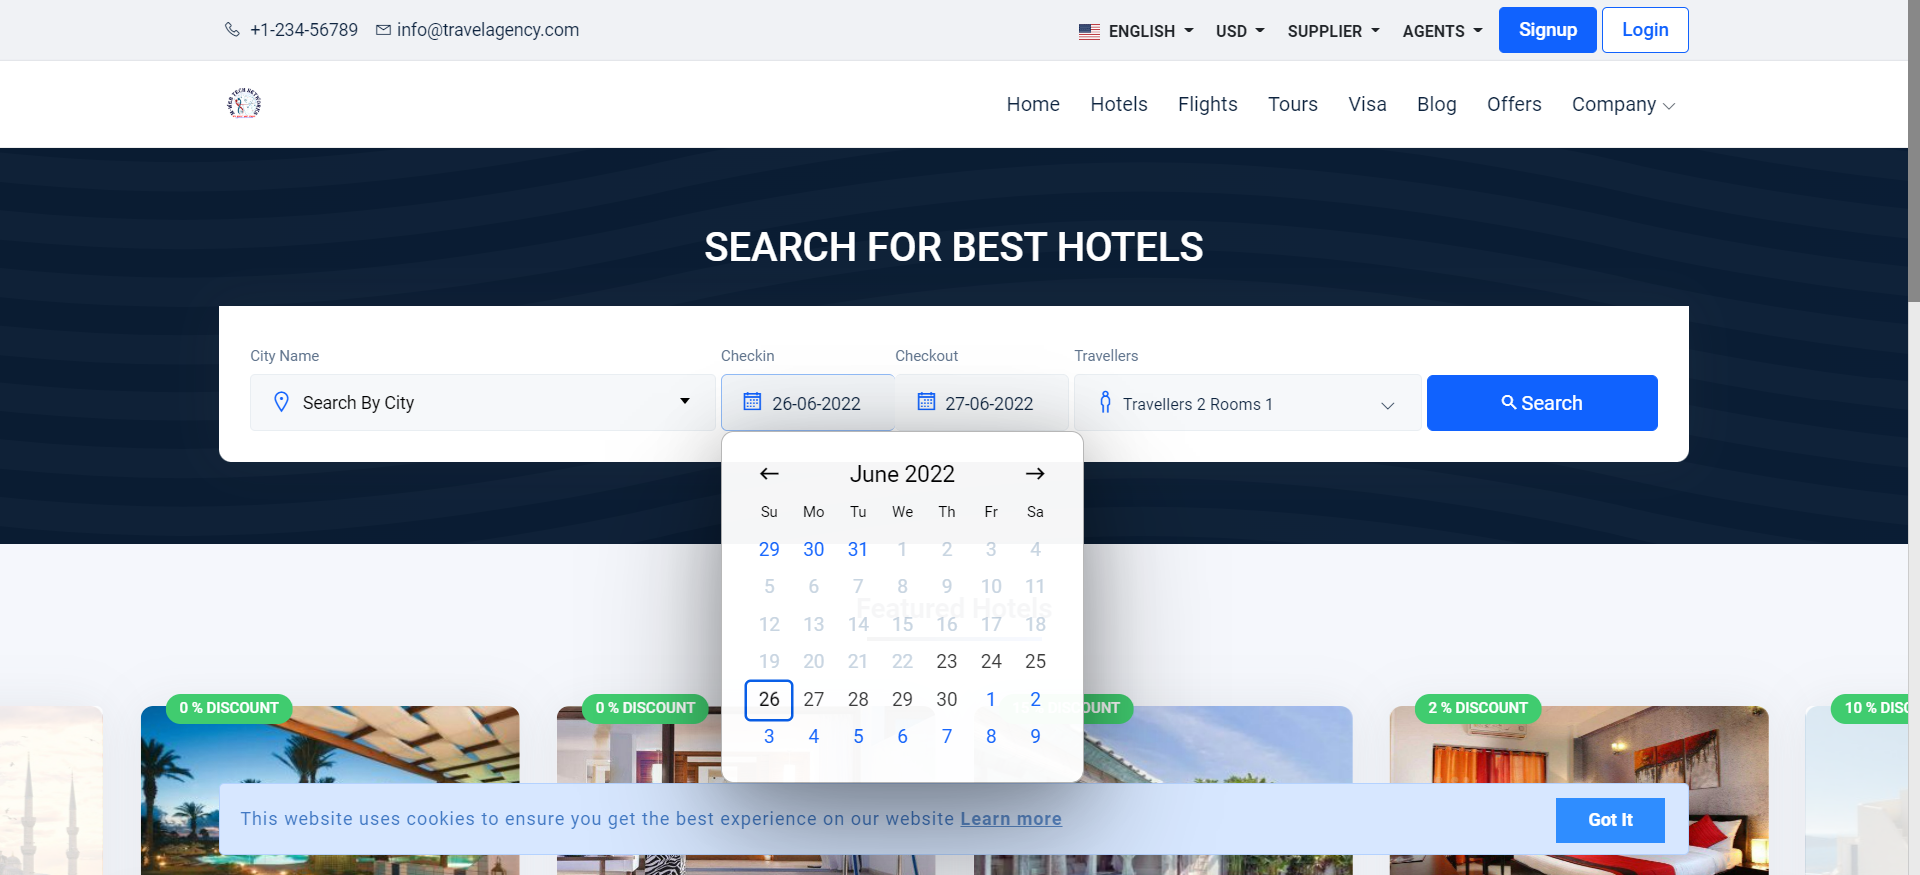 +1-234-56789 info@travelagency.com ENGLISH USD SUPPLIER AGENTS Signup Login
Home Hotels Flights Tours Visa Blog Offers Company
SEARCH FOR BEST HOTELS
City Name Checkin Checkout Travellers
Search By City 26-06-2022 27-06-2022 Travellers 2 Rooms 1 Search
June 2022
Su Mo Tu We Th Fr Sa
29 30 31 1 2 3 4
5 6 7 8 9 10 11
Featured Hotels
12 13 14 15 16 17 18
19 20 21 22 23 24 25
26 27 28 29 30 1 2
3 4 5 6 7 8 9
0 % DISCOUNT 0 % DISCOUNT 2 % DISCOUNT 10 % DISC
This website uses cookies to ensure you get the best experience on our website Learn more Got It